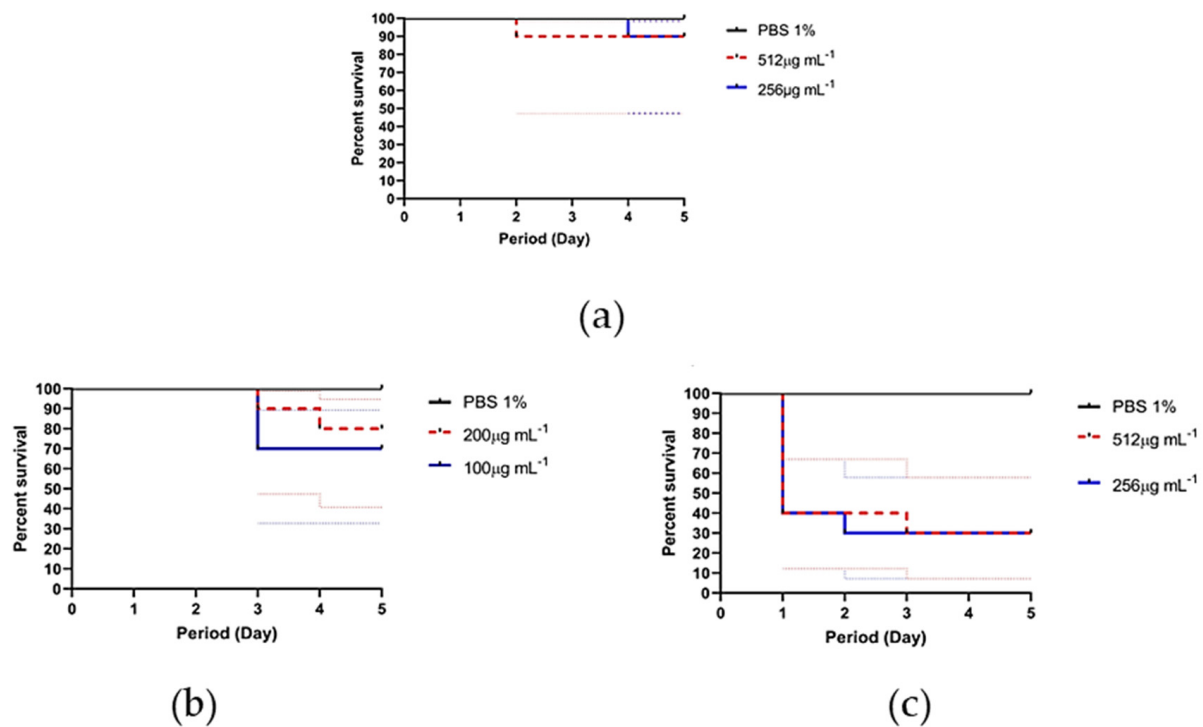 100
90
80
70
60
50
40
30
20
10
0
Percent survival
0 1 2 3 4 5
Period (Day)
PBS 1%
512µg mL⁻¹
256µg mL⁻¹
(a)
100
90
80
70
60
50
40
30
20
10
0
Percent survival
0 1 2 3 4 5
Period (Day)
PBS 1%
200µg mL⁻¹
100µg mL⁻¹
(b)
100
90
80
70
60
50
40
30
20
10
0
Percent survival
0 1 2 3 4 5
Period (Day)
PBS 1%
512µg mL⁻¹
256µg mL⁻¹
(c)